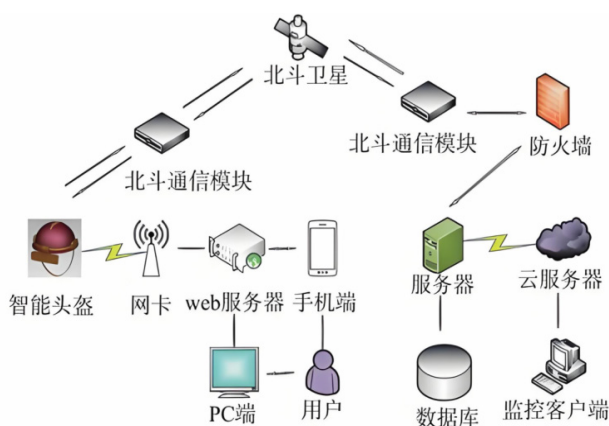 北斗卫星
北斗通信模块
北斗通信模块
防火墙
智能头盔
网卡
web服务器
手机端
服务器
云服务器
PC端
用户
数据库
监控客户端